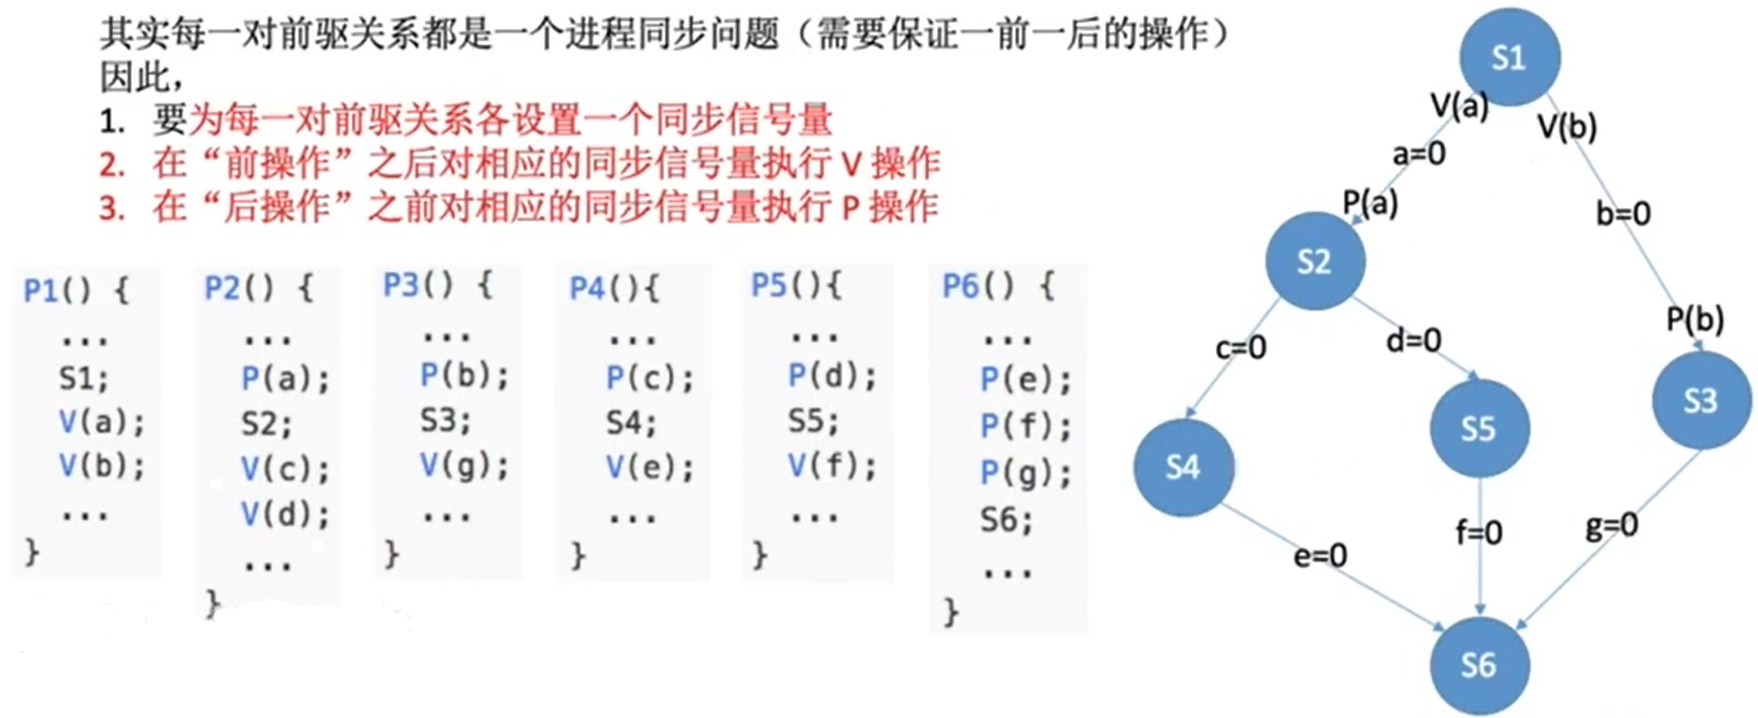 其实每一对前驱关系都是一个进程同步问题（需要保证一前一后的操作）
因此，
1. 要为每一对前驱关系各设置一个同步信号量
2. 在“前操作”之后对相应的同步信号量执行 V 操作
3. 在“后操作”之前对相应的同步信号量执行 P 操作
P1() {
...
S1;
V(a);
V(b);
...
}
P2() {
...
P(a);
S2;
V(c);
V(d);
...
}
P3() {
...
P(b);
S3;
V(g);
...
}
P4(){
...
P(c);
S4;
V(e);
...
}
P5(){
...
P(d);
S5;
V(f);
...
}
P6() {
...
P(e);
P(f);
P(g);
S6;
...
}
S1
V(a)
V(b)
a=0
P(a)
b=0
S2
P(b)
c=0
d=0
S3
S5
S4
e=0
f=0
g=0
S6